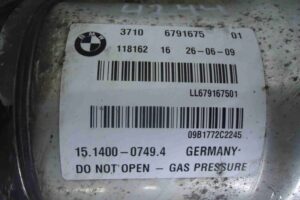 BMW
3710 6791675 01
118162 16 26-06-09
LL679167501
09B1772C2245
15.1400-0749.4 GERMANY
DO NOT OPEN - GAS PRESSURE